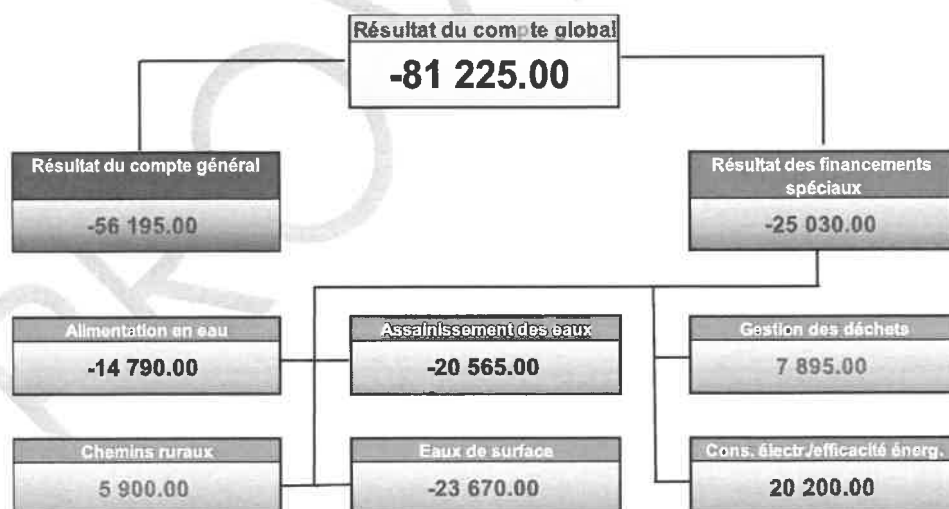 Résultat du compte global
-81 225.00
Résultat du compte général
-56 195.00
Résultat des financements
spéciaux
-25 030.00
Alimentation en eau
-14 790.00
Assainissement des eaux
-20 565.00
Gestion des déchets
7 895.00
Chemins ruraux
5 900.00
Eaux de surface
-23 670.00
Cons. électr./efficacité énerg.
20 200.00